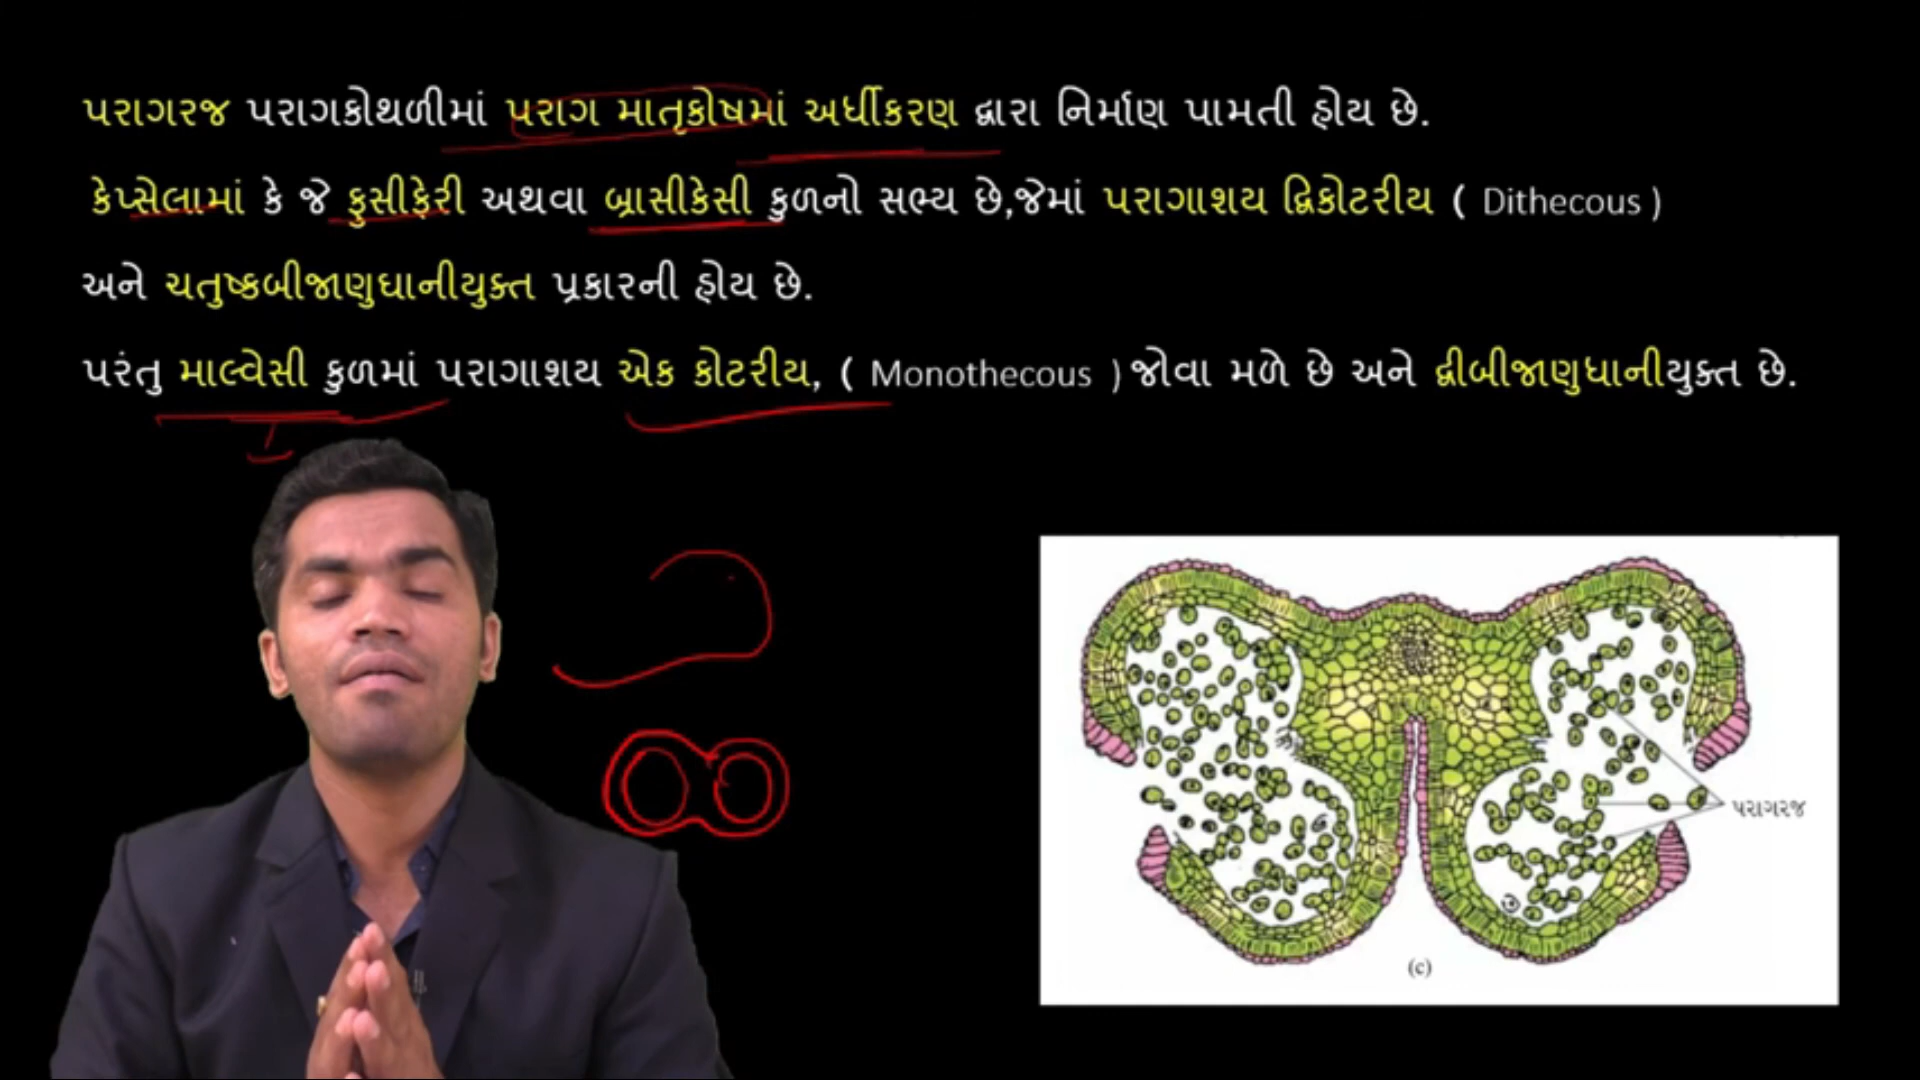 પરાગરજ પરાગકોથળીમાં પરાગ માતૃકોષમાં અર્ધીકરણ દ્વારા નિર્માણ પામતી હોય છે.
કેપ્સેલામાં કે જે ક્રુસીફેરી અથવા બ્રાસીકેસી કુળનો સભ્ય છે,જેમાં પરાગાશય દ્વિકોટરીય ( Dithecous )
અને ચતુષ્કબીજાણુધાનીયુક્ત પ્રકારની હોય છે.
પરંતુ માલ્વેસી કુળમાં પરાગાશય એક કોટરીય, ( Monothecous ) જોવા મળે છે અને દ્વીબીજાણુધાનીયુક્ત છે.
પરાગરજ
(c)